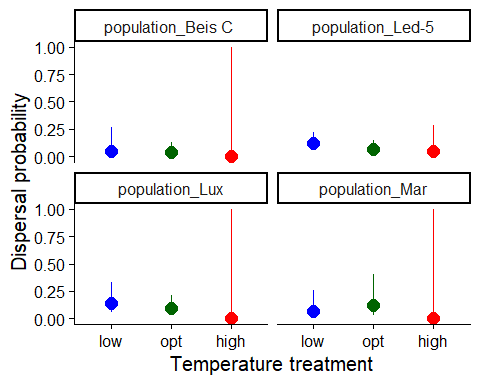 population_Beis C
population_Led-5
1.00
0.75
0.50
0.25
0.00
population_Lux
population_Mar
1.00
0.75
0.50
0.25
0.00
Dispersal probability
low
opt
high
low
opt
high
Temperature treatment